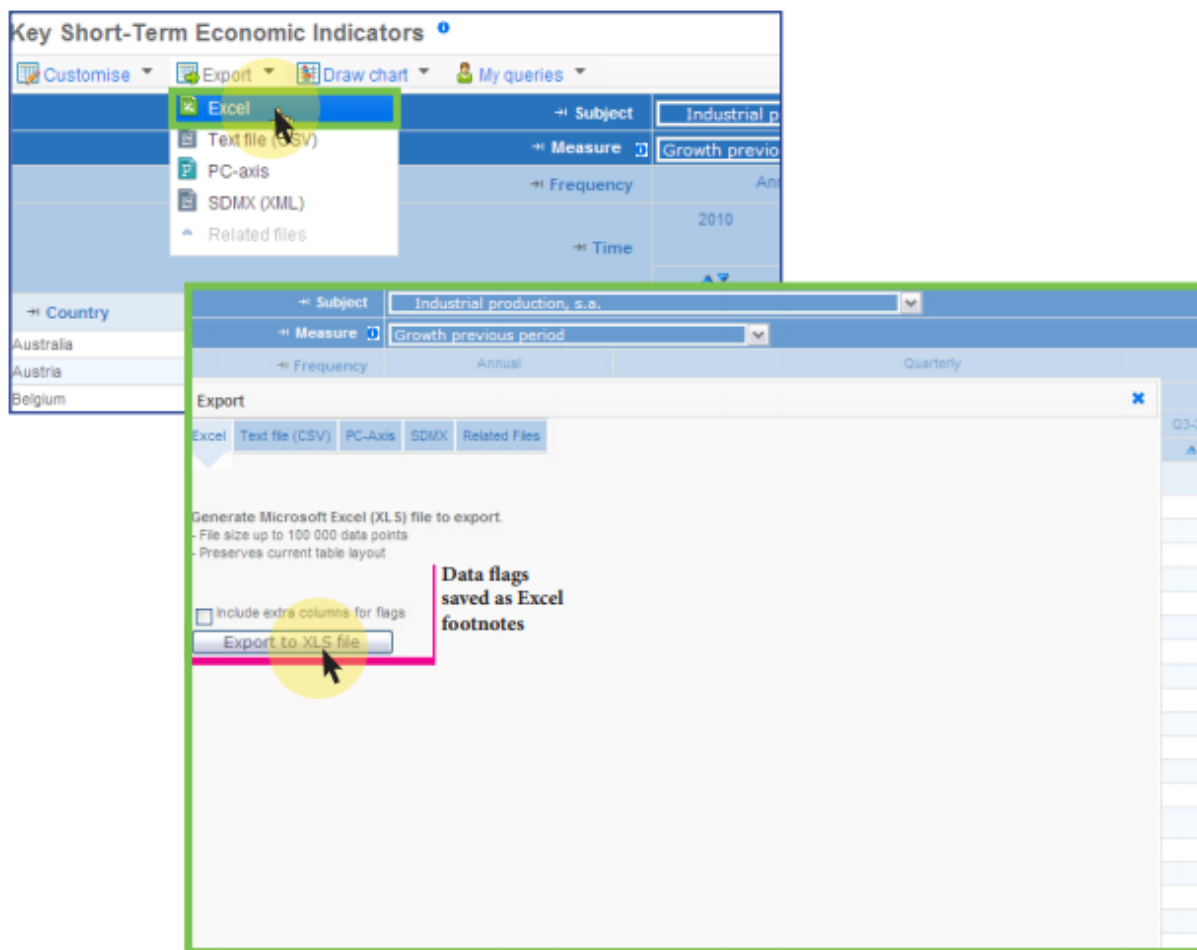 Key Short-Term Economic Indicators
Customise Export Draw chart My queries
Excel
Text file (CSV)
PC-axis
SDMX (XML)
Related files
Subject Industrial p
Measure Growth previo
Frequency Ann
Time 2010
Country
Australia
Austria
Belgium
Subject Industrial production, s.a.
Measure Growth previous period
Frequency Annual Quarterly
Export
Excel Text file (CSV) PC-Axis SDMX Related Files
Q3-2
Generate Microsoft Excel (XLS) file to export
- File size up to 100 000 data points
- Preserves current table layout
Data flags
saved as Excel
footnotes
Include extra columns for flags
Export to XLS file